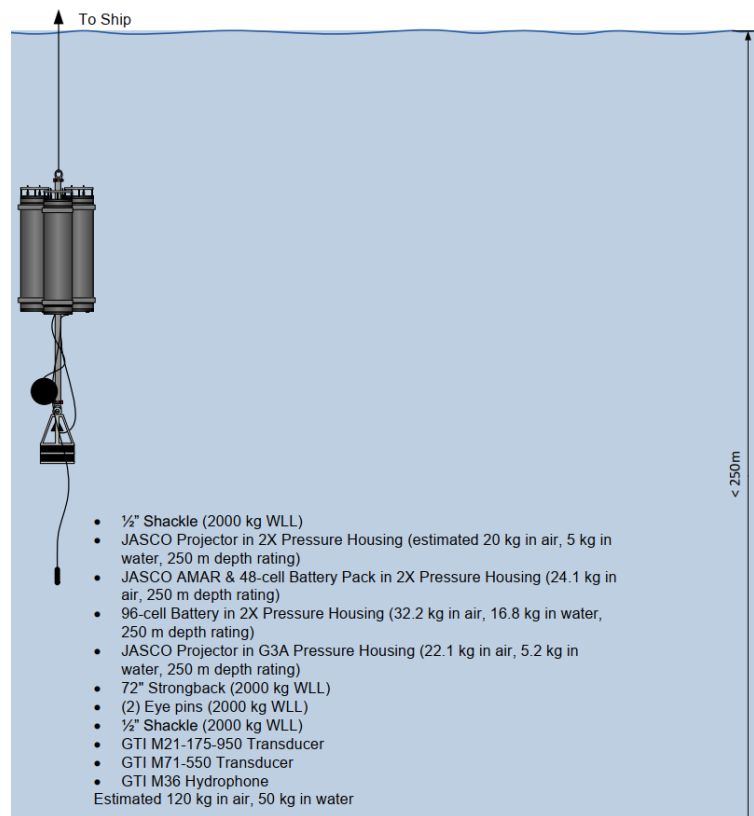 To Ship
< 250m
• ½" Shackle (2000 kg WLL)
• JASCO Projector in 2X Pressure Housing (estimated 20 kg in air, 5 kg in
water, 250 m depth rating)
• JASCO AMAR & 48-cell Battery Pack in 2X Pressure Housing (24.1 kg in
air, 250 m depth rating)
• 96-cell Battery in 2X Pressure Housing (32.2 kg in air, 16.8 kg in water,
250 m depth rating)
• JASCO Projector in G3A Pressure Housing (22.1 kg in air, 5.2 kg in
water, 250 m depth rating)
• 72" Strongback (2000 kg WLL)
• (2) Eye pins (2000 kg WLL)
• ½" Shackle (2000 kg WLL)
• GTI M21-175-950 Transducer
• GTI M71-550 Transducer
• GTI M36 Hydrophone
Estimated 120 kg in air, 50 kg in water